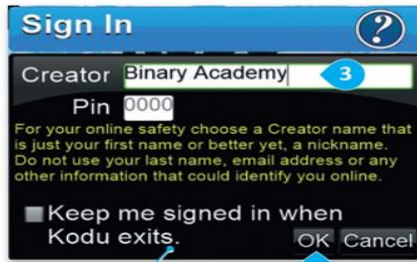 Sign In
?
Creator Binary Academy 3
Pin 0000
For your online safety choose a Creator name that
is just your first name or better yet, a nickname.
Do not use your last name, email address or any
other information that could identify you online.
Keep me signed in when
Kodu exits.
OK Cancel